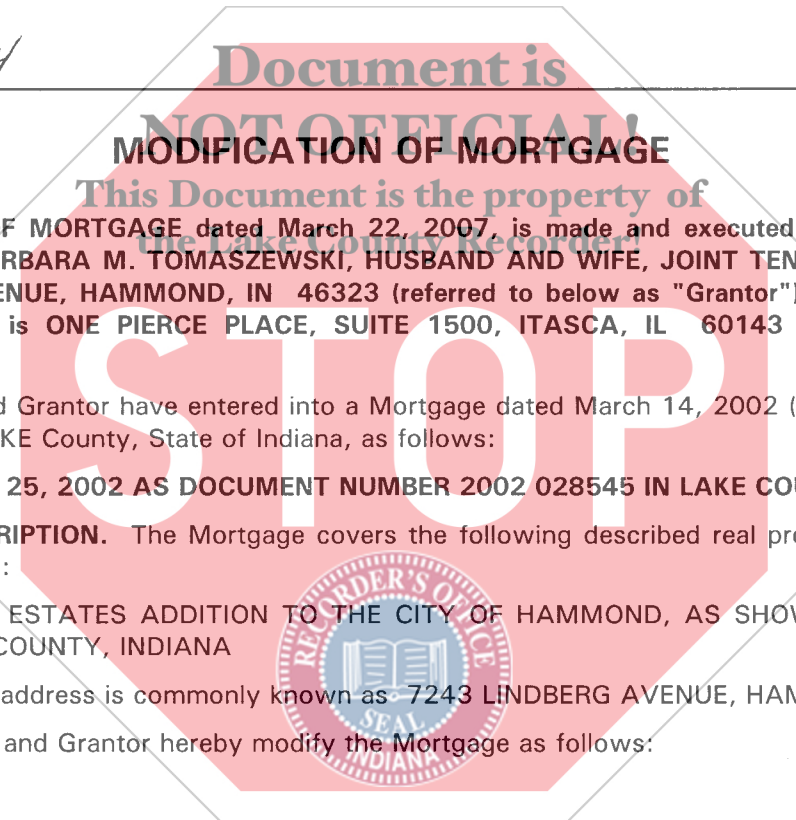 Document is
NOT OFFICIAL!
MODIFICATION OF MORTGAGE
This Document is the property of
F MORTGAGE dated March 22, 2007, is made and executed
the Lake County Recorder!
RBARA M. TOMASZEWSKI, HUSBAND AND WIFE, JOINT TEN
ENUE, HAMMOND, IN 46323 (referred to below as "Grantor")
is ONE PIERCE PLACE, SUITE 1500, ITASCA, IL 60143
STOP
d Grantor have entered into a Mortgage dated March 14, 2002 (
KE County, State of Indiana, as follows:
25, 2002 AS DOCUMENT NUMBER 2002 028545 IN LAKE COU
RIPTION. The Mortgage covers the following described real pro
:
RECORDER'S OFFICE
ESTATES ADDITION TO THE CITY OF HAMMOND, AS SHOW
COUNTY, INDIANA
address is commonly known as 7243 LINDBERG AVENUE, HAM
SEAL
and Grantor hereby modify the Mortgage as follows:
INDIANA